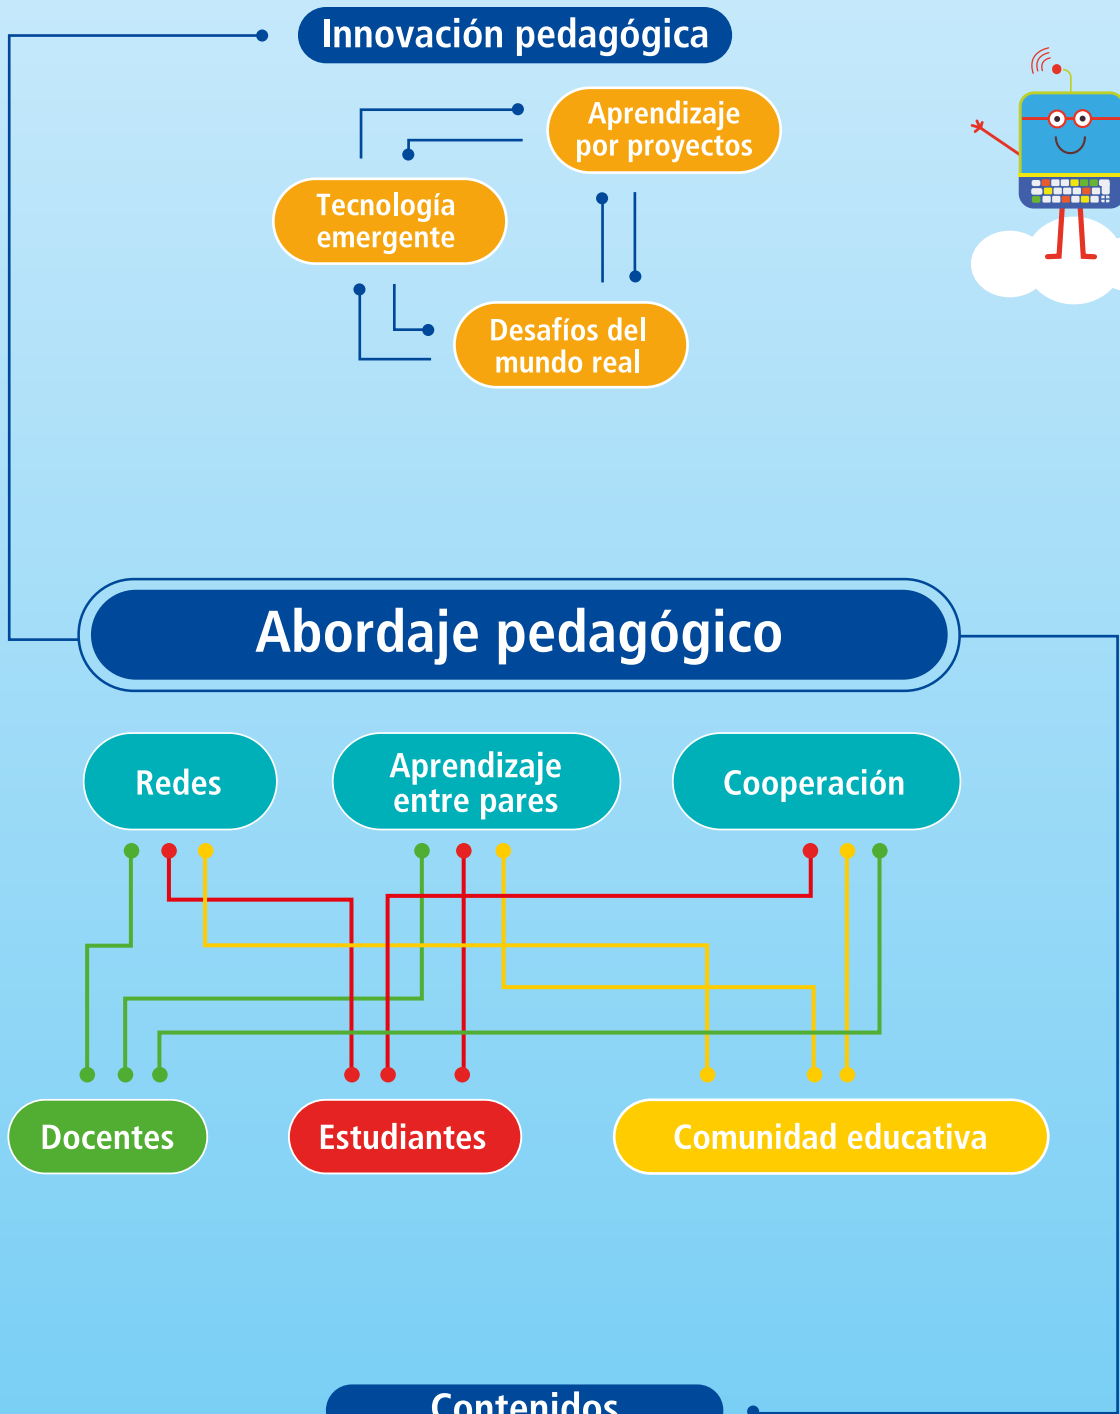 Innovación pedagógica
Aprendizaje
por proyectos
Tecnología
emergente
Desafíos del
mundo real
Abordaje pedagógico
Redes
Aprendizaje
entre pares
Cooperación
Docentes
Estudiantes
Comunidad educativa
Contenidos